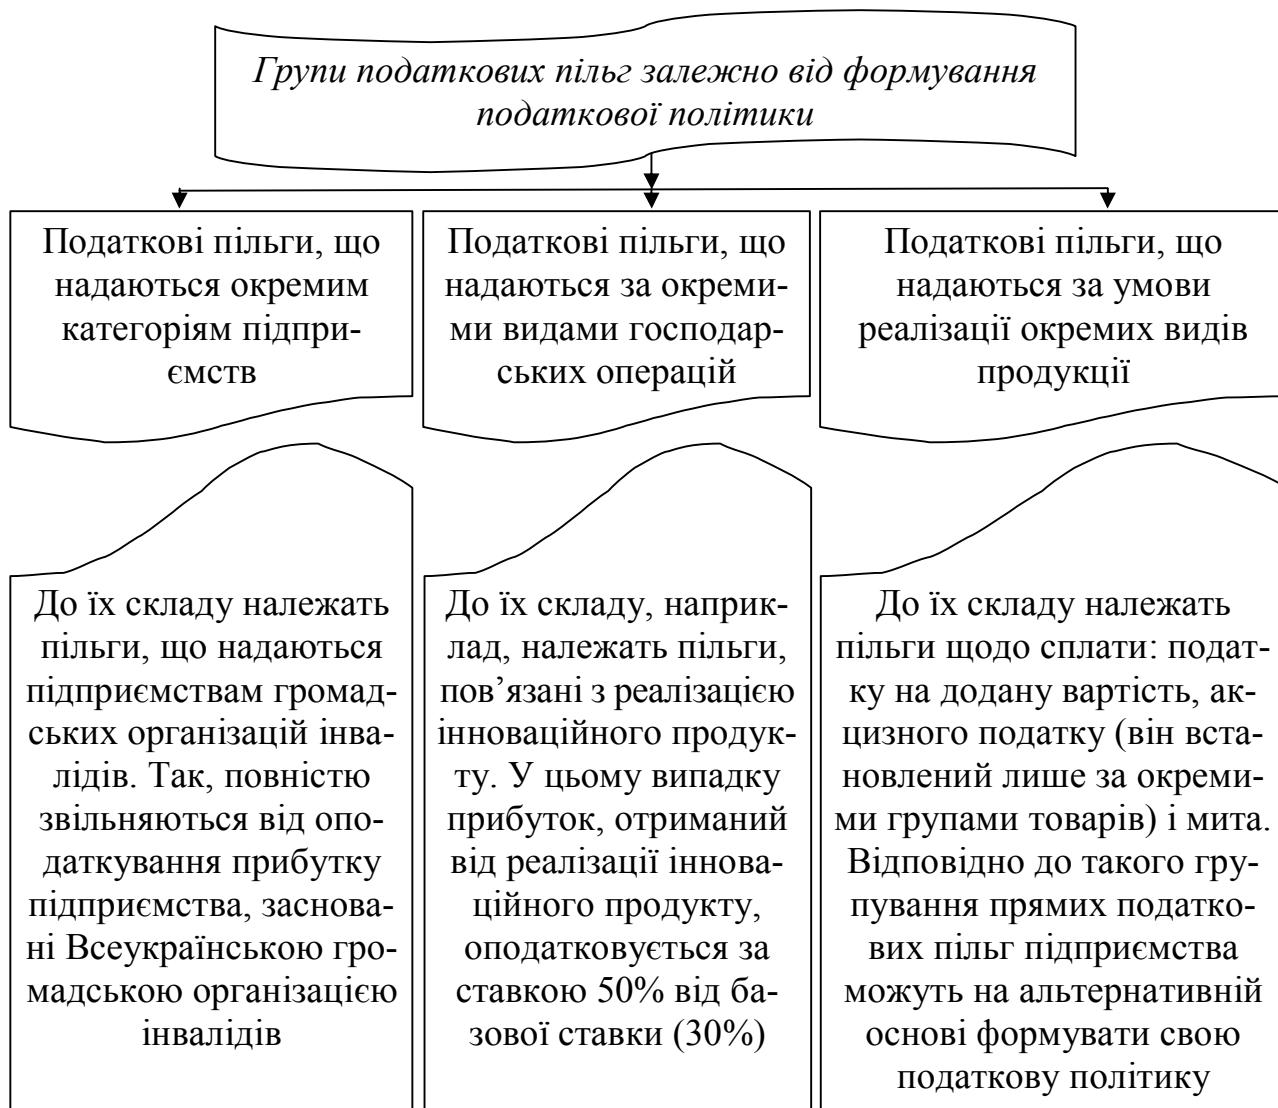 Групи податкових пільг залежно від формування
податкової політики
Податкові пільги, що
надаються окремим
категоріям підпри-
ємств
Податкові пільги, що
надаються за окреми-
ми видами господар-
ських операцій
Податкові пільги, що
надаються за умови
реалізації окремих видів
продукції
До їх складу належать
пільги, що надаються
підприємствам громад-
ських організацій інва-
лідів. Так, повністю
звільняються від опо-
даткування прибутку
підприємства, заснова-
ні Всеукраїнською гро-
мадською організацією
інвалідів
До їх складу, наприк-
лад, належать пільги,
пов’язані з реалізацією
інноваційного продук-
ту. У цьому випадку
прибуток, отриманий
від реалізації іннова-
ційного продукту,
оподатковується за
ставкою 50% від ба-
зової ставки (30%)
До їх складу належать
пільги щодо сплати: подат-
ку на додану вартість, ак-
цизного податку (він вста-
новлений лише за окреми-
ми групами товарів) і мита.
Відповідно до такого гру-
пування прямих податко-
вих пільг підприємства
можуть на альтернативній
основі формувати свою
податкову політику